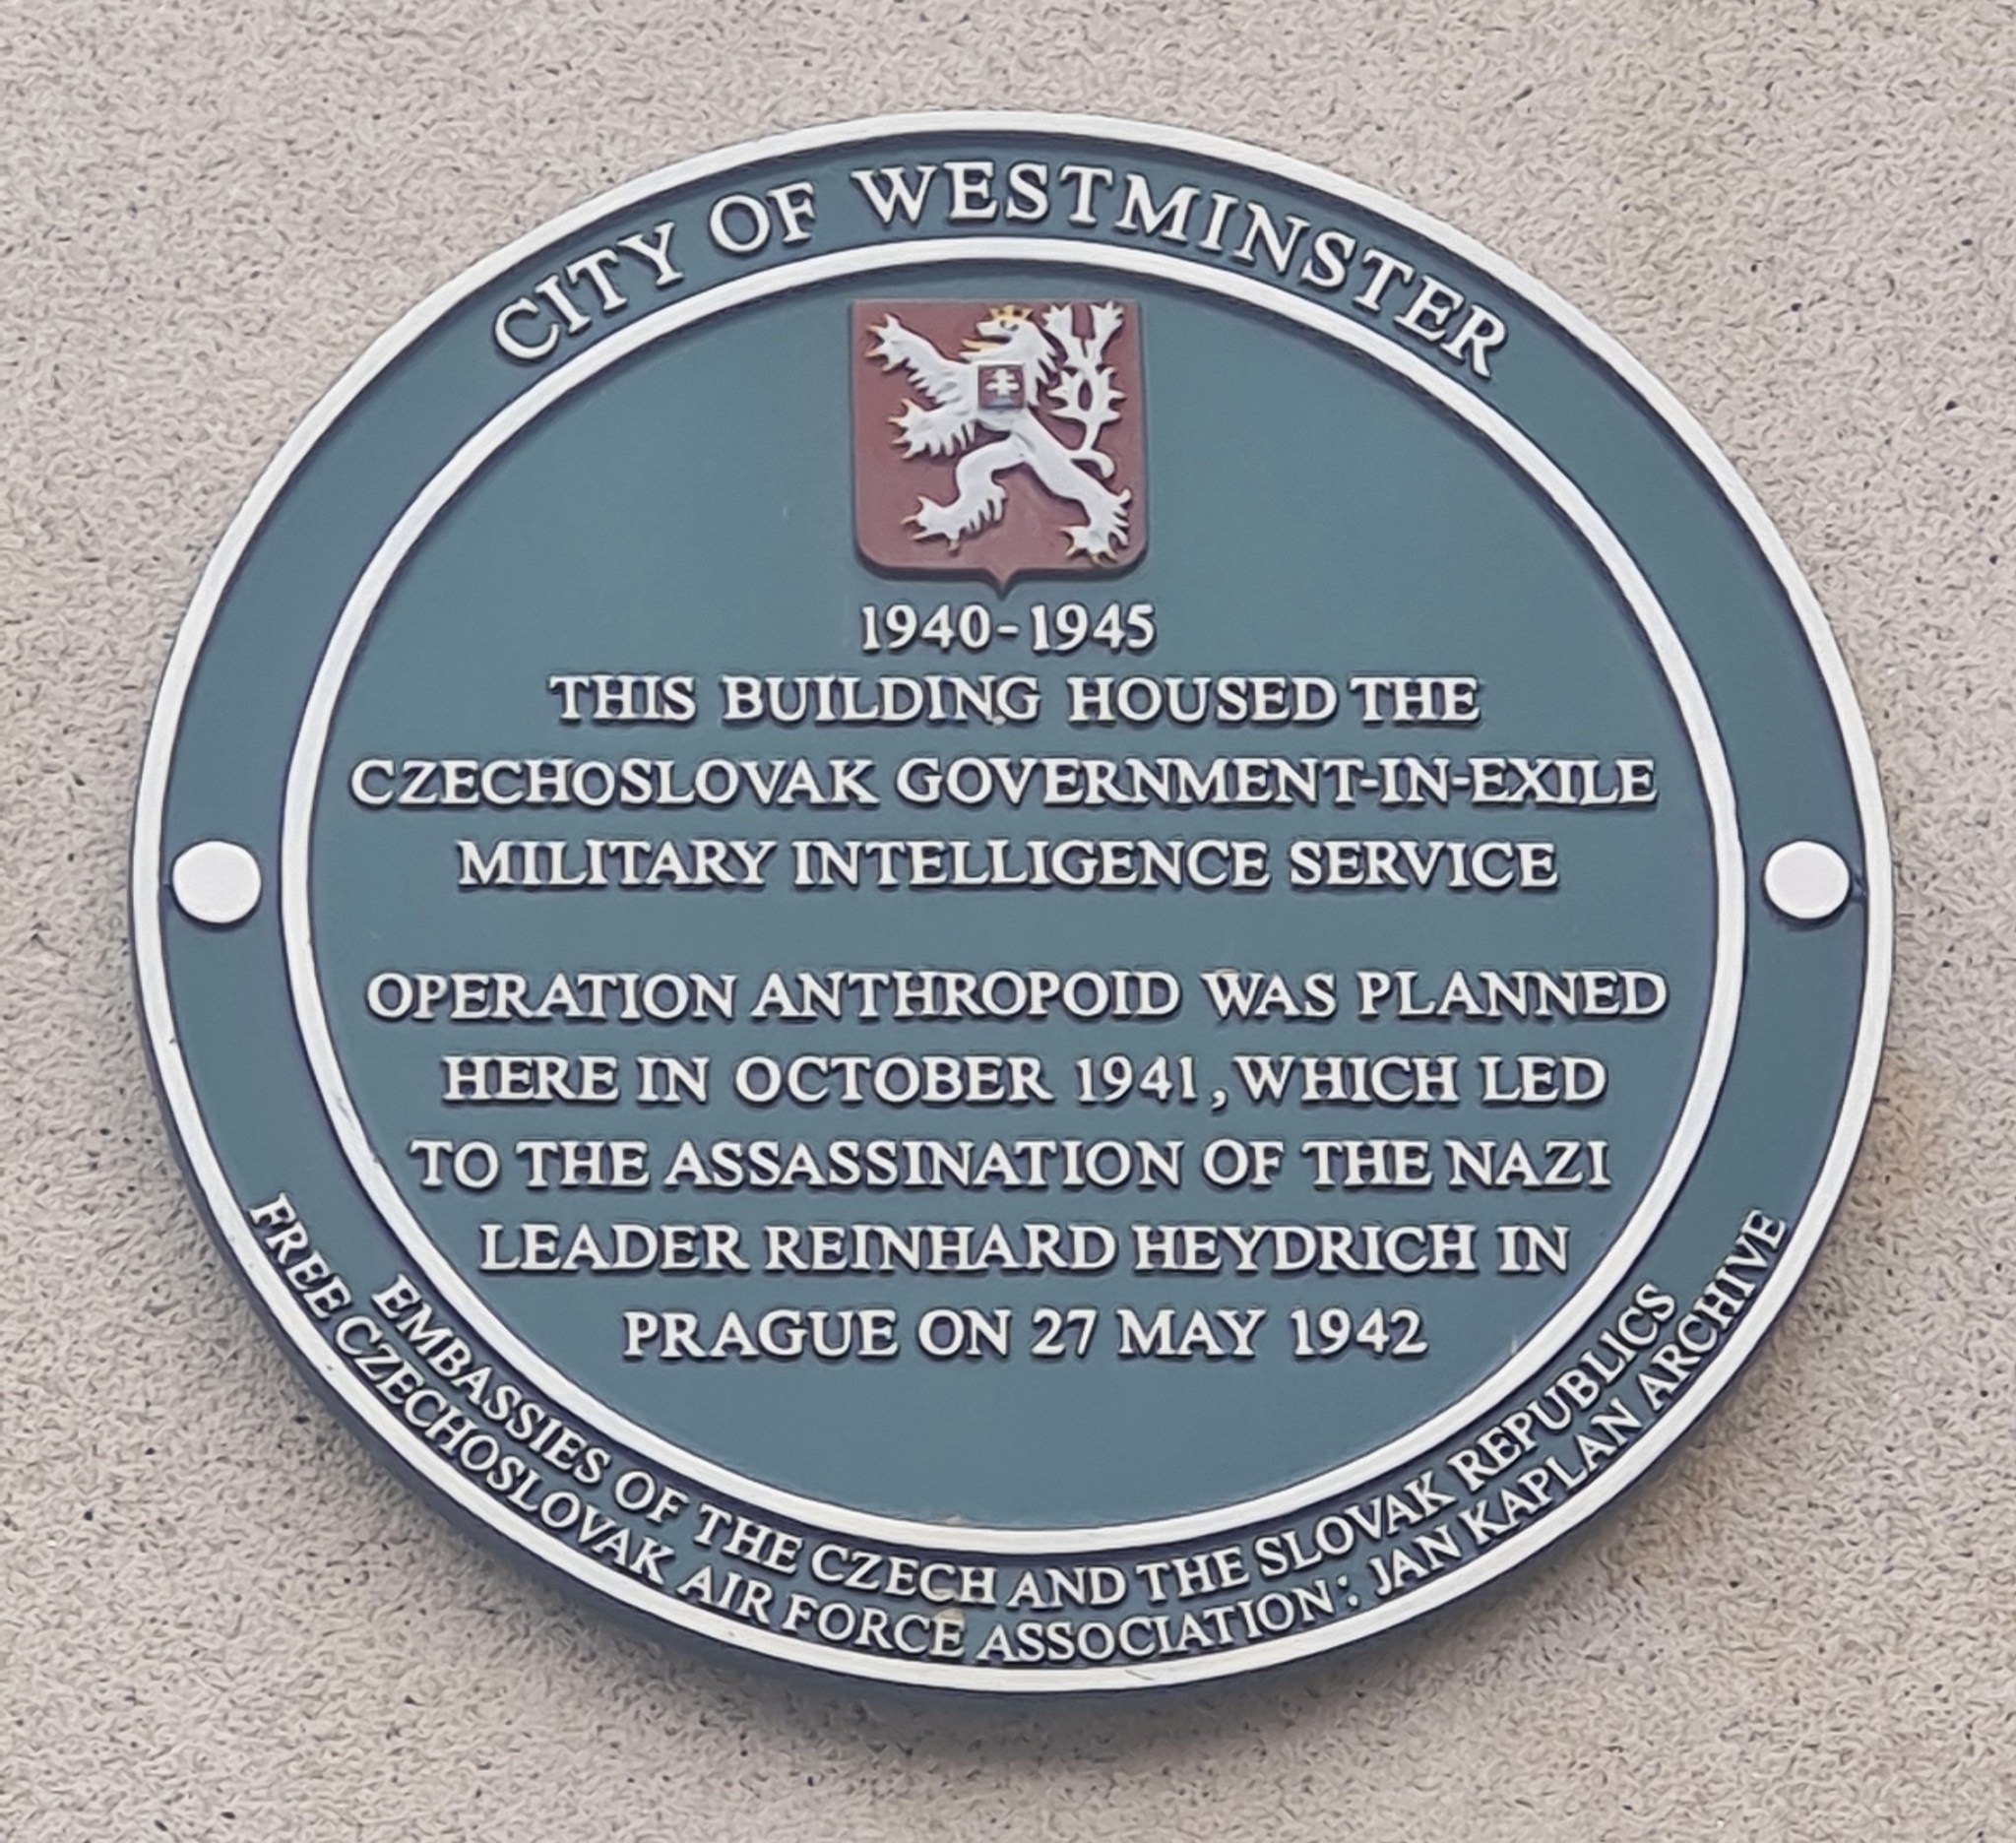 CITY OF WESTMINSTER
1940-1945
THIS BUILDING HOUSED THE
CZECHOSLOVAK GOVERNMENT-IN-EXILE
MILITARY INTELLIGENCE SERVICE
OPERATION ANTHROPOID WAS PLANNED
HERE IN OCTOBER 1941, WHICH LED
TO THE ASSASSINATION OF THE NAZI
LEADER REINHARD HEYDRICH IN
PRAGUE ON 27 MAY 1942
EMBASSIES OF THE CZECH AND THE SLOVAK REPUBLICS
FREE CZECHOSLOVAK AIR FORCE ASSOCIATION: JAN KAPLAN ARCHIVE